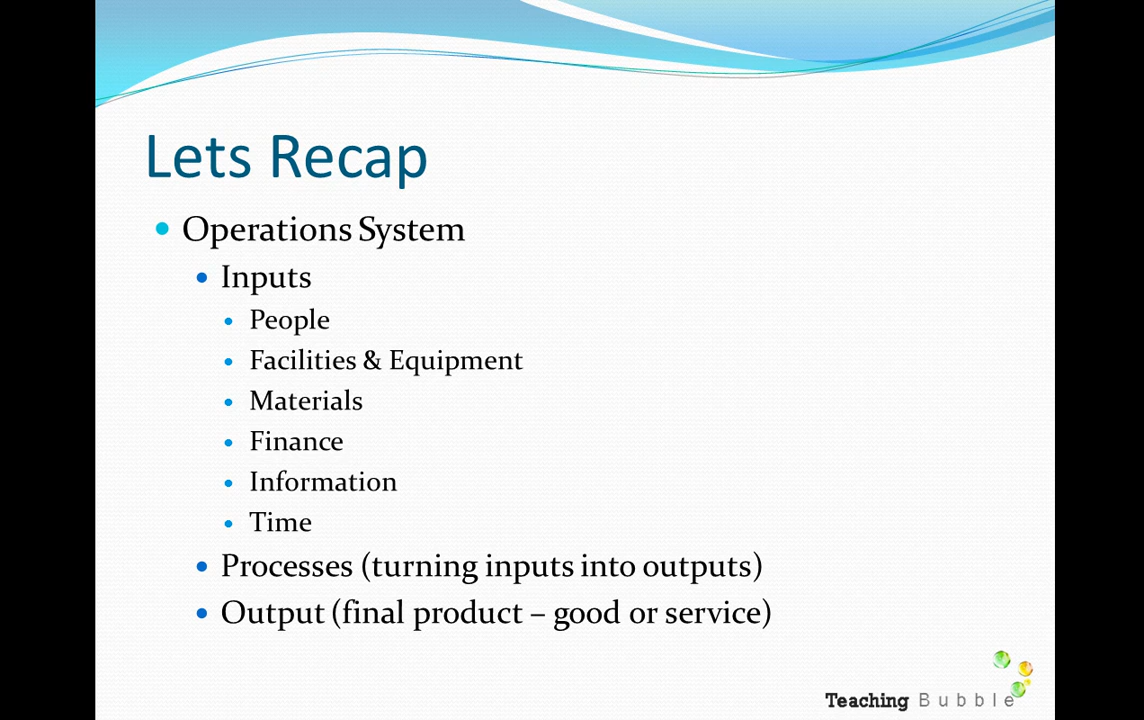 Lets Recap
Operations System
Inputs
People
Facilities & Equipment
Materials
Finance
Information
Time
Processes (turning inputs into outputs)
Output (final product – good or service)
Teaching Bubble